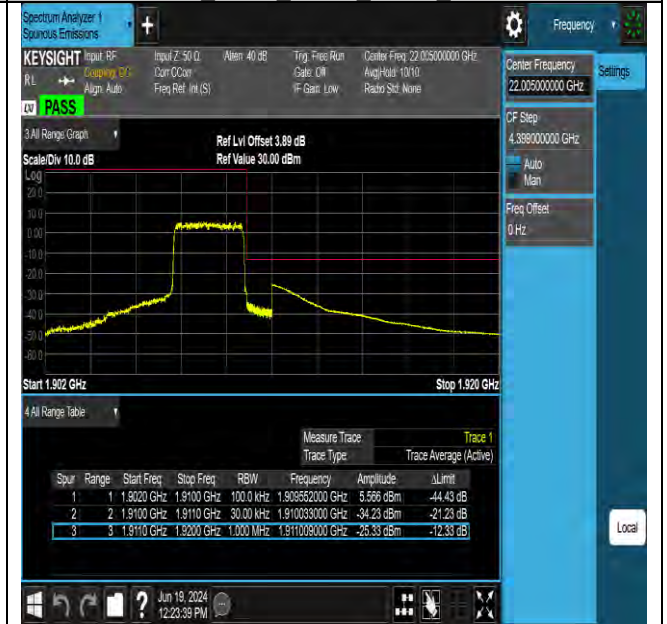 Spectrum Analyzer 1
Spurious Emissions
+
Frequency
KEYSIGHT Input: RF Input Z: 50 Ω Atten: 40 dB Trig: Free Run Center Freq: 22.005000000 GHz
RL Coupling: DC Corr CCorr Gate: Off Avg|Hold: 10/10
Align: Auto Freq Ref: Int (S) IF Gain: Low Radio Std: None
PASS
Center Frequency
22.005000000 GHz
Settings
CF Step
4.399000000 GHz
Auto
Man
Freq Offset
0 Hz
3 All Range Graph
Ref Lvl Offset 3.89 dB
Scale/Div 10.0 dB Ref Value 30.00 dBm
Log
20.0
10.0
0.00
-10.0
-20.0
-30.0
-40.0
-50.0
-60.0
Start 1.902 GHz Stop 1.920 GHz
4 All Range Table
Measure Trace Trace 1
Trace Type Trace Average (Active)
Spur Range Start Freq Stop Freq RBW Frequency Amplitude ΔLimit
1 1 1.9020 GHz 1.9100 GHz 100.0 kHz 1.909552000 GHz 5.566 dBm -44.43 dB
2 2 1.9100 GHz 1.9110 GHz 30.00 kHz 1.910033000 GHz -34.23 dBm -21.23 dB
3 3 1.9110 GHz 1.9200 GHz 1.000 MHz 1.911009000 GHz -25.33 dBm -12.33 dB
Local
? Jun 19, 2024
12:23:39 PM